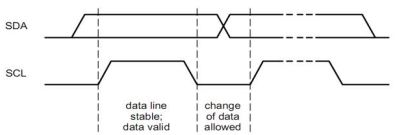 SDA
SCL
data line
stable;
data valid
change
of data
allowed